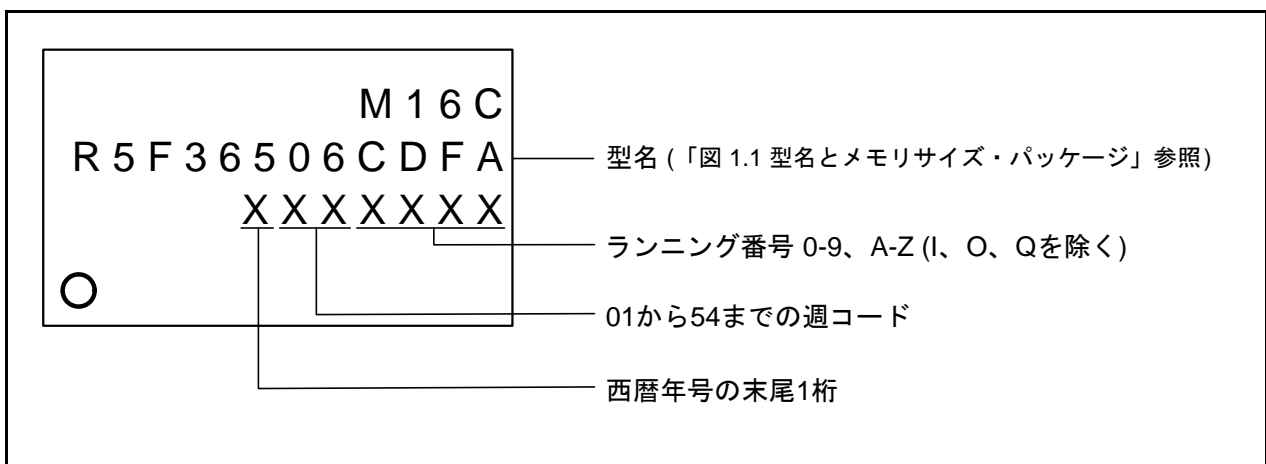 M16C
R5F36506CDFA
XXXXXXX
型名 (「図 1.1 型名とメモリサイズ・パッケージ」参照)
ランニング番号 0-9、A-Z (I、O、Qを除く)
01から54までの週コード
西暦年号の末尾1桁